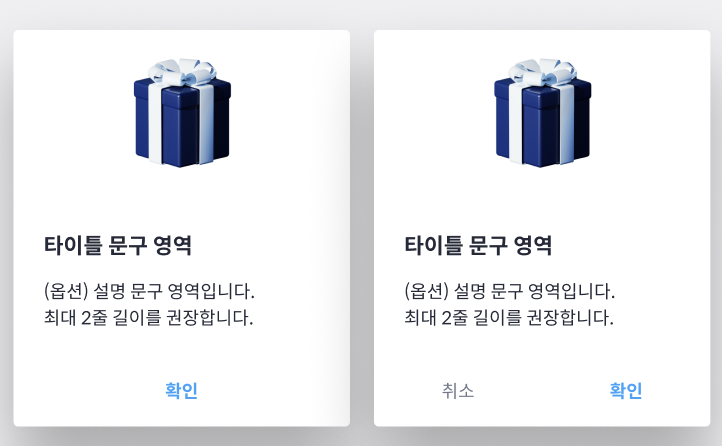 타이틀 문구 영역
(옵션) 설명 문구 영역입니다.
최대 2줄 길이를 권장합니다.
확인
타이틀 문구 영역
(옵션) 설명 문구 영역입니다.
최대 2줄 길이를 권장합니다.
취소 확인